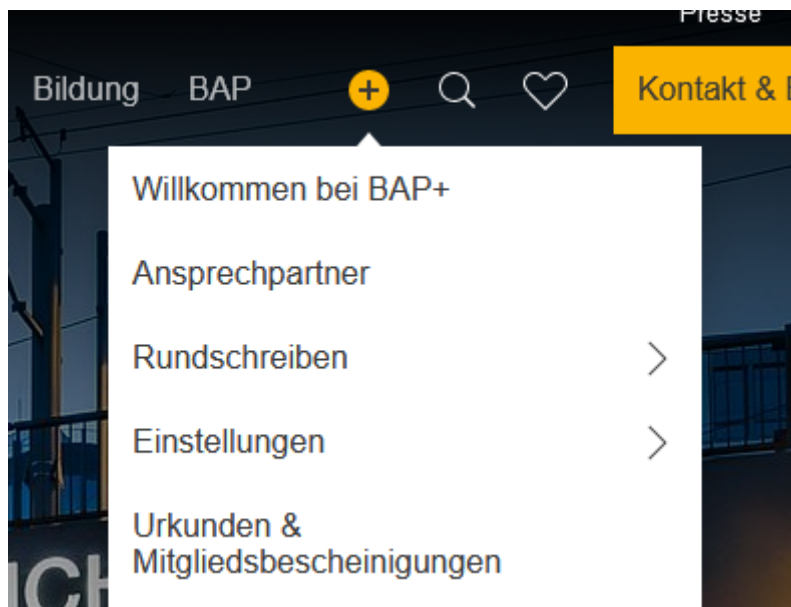 Presse
Bildung BAP
Kontakt &
Willkommen bei BAP+
Ansprechpartner
Rundschreiben
Einstellungen
Urkunden &
Mitgliedsbescheinigungen